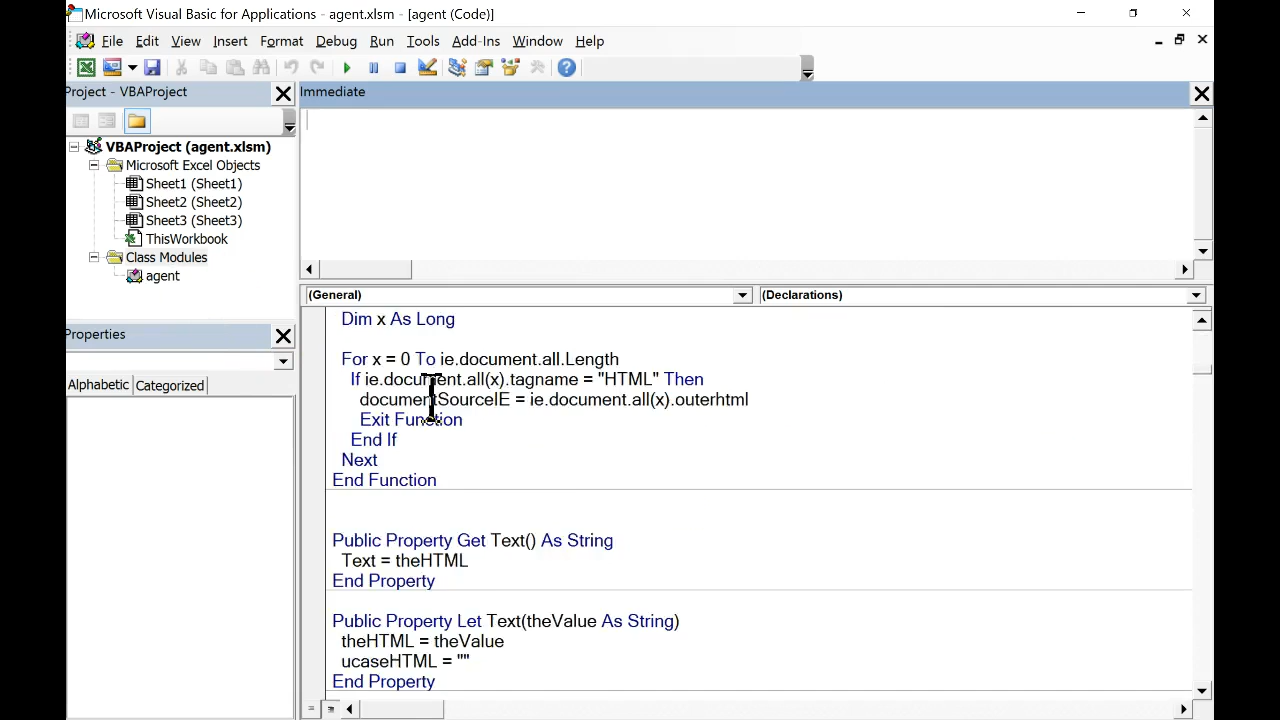 Microsoft Visual Basic for Applications - agent.xlsm - [agent (Code)]
File Edit View Insert Format Debug Run Tools Add-Ins Window Help
Project - VBAProject
Immediate
VBAProject (agent.xlsm)
Microsoft Excel Objects
Sheet1 (Sheet1)
Sheet2 (Sheet2)
Sheet3 (Sheet3)
ThisWorkbook
Class Modules
agent
Properties
Alphabetic Categorized
(General) (Declarations)
Dim x As Long
For x = 0 To ie.document.all.Length
If ie.document.all(x).tagname = "HTML" Then
documentSourceIE = ie.document.all(x).outerhtml
Exit Function
End If
Next
End Function
Public Property Get Text() As String
Text = theHTML
End Property
Public Property Let Text(theValue As String)
theHTML = theValue
ucaseHTML = ""
End Property